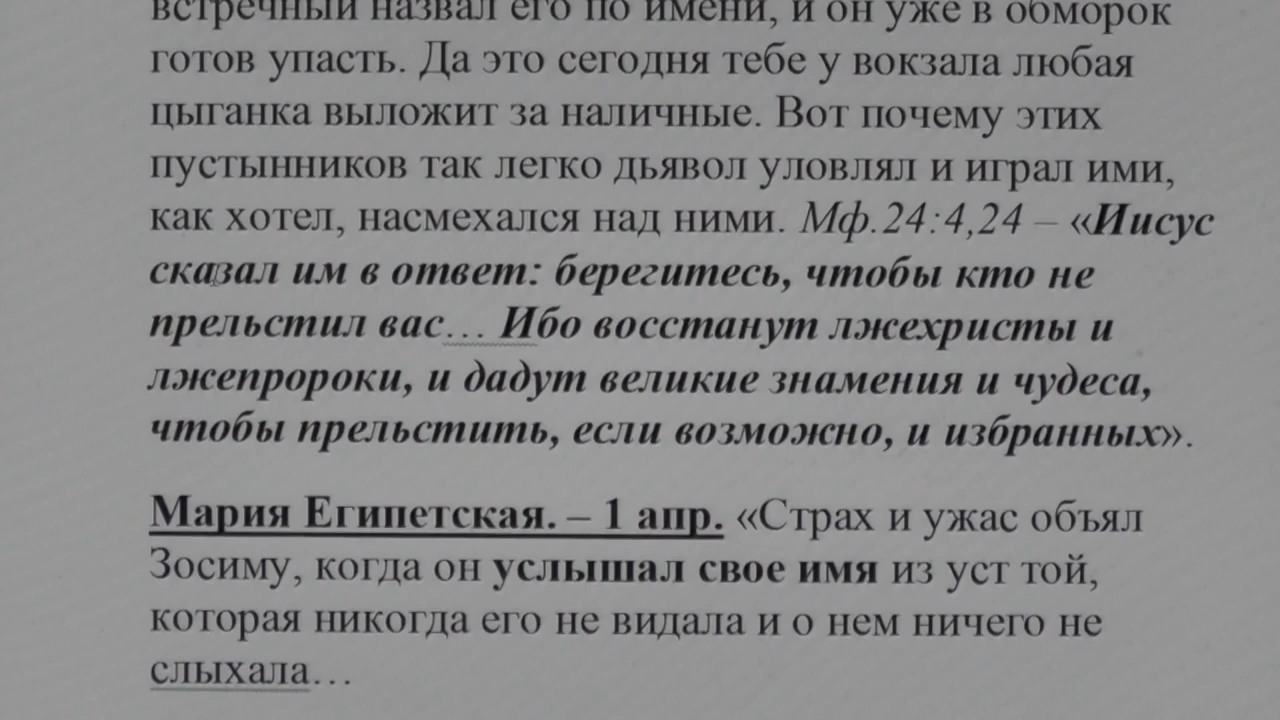 встречный назвал его по имени, и он уже в обморок
готов упасть. Да это сегодня тебе у вокзала любая
цыганка выложит за наличные. Вот почему этих
пустынников так легко дьявол уловлял и играл ими,
как хотел, насмехался над ними. Мф.24:4,24 – «Иисус
сказал им в ответ: берегитесь, чтобы кто не
прельстил вас… Ибо восстанут лжехристы и
лжепророки, и дадут великие знамения и чудеса,
чтобы прельстить, если возможно, и избранных».
Мария Египетская. – 1 апр. «Страх и ужас объял
Зосиму, когда он услышал свое имя из уст той,
которая никогда его не видала и о нем ничего не
слыхала…